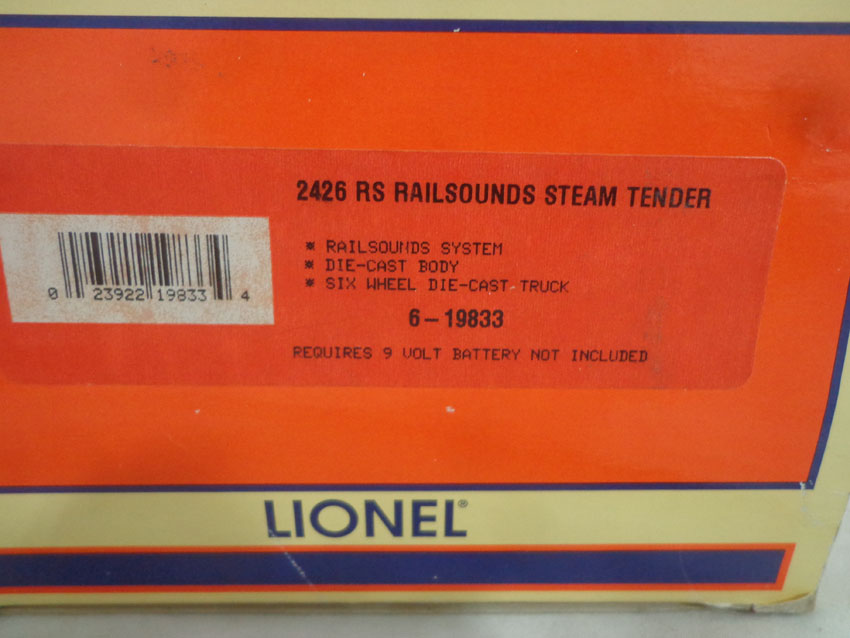 2426 RS RAILSOUNDS STEAM TENDER
* RAILSOUNDS SYSTEM
* DIE-CAST BODY
* SIX WHEEL DIE-CAST TRUCK
0 23922 19833 4
6-19833
REQUIRES 9 VOLT BATTERY NOT INCLUDED
LIONEL®